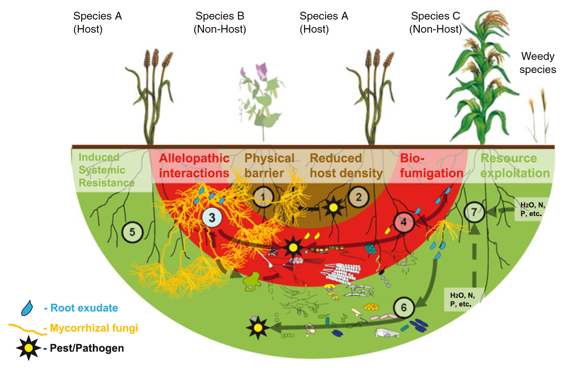 Species A
(Host)
Species B
(Non-Host)
Species A
(Host)
Species C
(Non-Host)
Weedy
species
Induced
Systemic
Resistance
Allelopathic
interactions
Physical
barrier
Reduced
host density
Bio-
fumigation
Resource
exploitation
1
2
3
4
5
6
7
H₂O, N,
P, etc.
H₂O, N,
P, etc.
- Root exudate
- Mycorrhizal fungi
- Pest/Pathogen